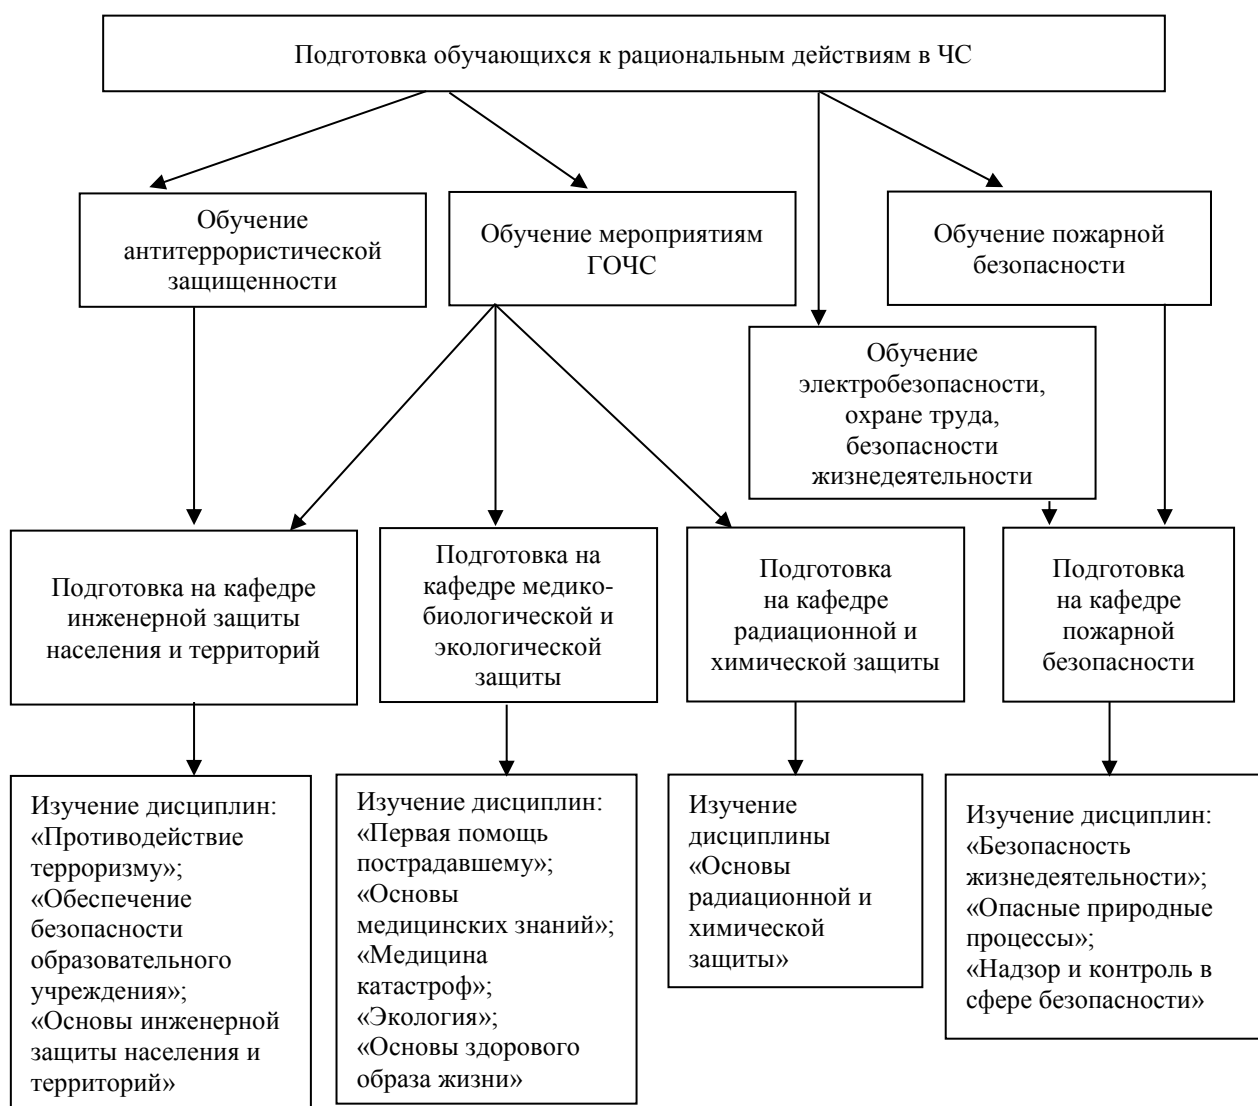 Подготовка обучающихся к рациональным действиям в ЧС
Обучение
антитеррористической
защищенности
Обучение мероприятиям
ГОЧС
Обучение пожарной
безопасности
Обучение
электробезопасности,
охране труда,
безопасности
жизнедеятельности
Подготовка на кафедре
инженерной защиты
населения и территорий
Подготовка на
кафедре медико-
биологической и
экологической
защиты
Подготовка
на кафедре
радиационной и
химической защиты
Подготовка
на кафедре
пожарной
безопасности
Изучение дисциплин:
«Противодействие
терроризму»;
«Обеспечение
безопасности
образовательного
учреждения»;
«Основы инженерной
защиты населения и
территорий»
Изучение дисциплин:
«Первая помощь
пострадавшему»;
«Основы
медицинских знаний»;
«Медицина
катастроф»;
«Экология»;
«Основы здорового
образа жизни»
Изучение
дисциплины
«Основы
радиационной и
химической
защиты»
Изучение дисциплин:
«Безопасность
жизнедеятельности»;
«Опасные природные
процессы»;
«Надзор и контроль в
сфере безопасности»